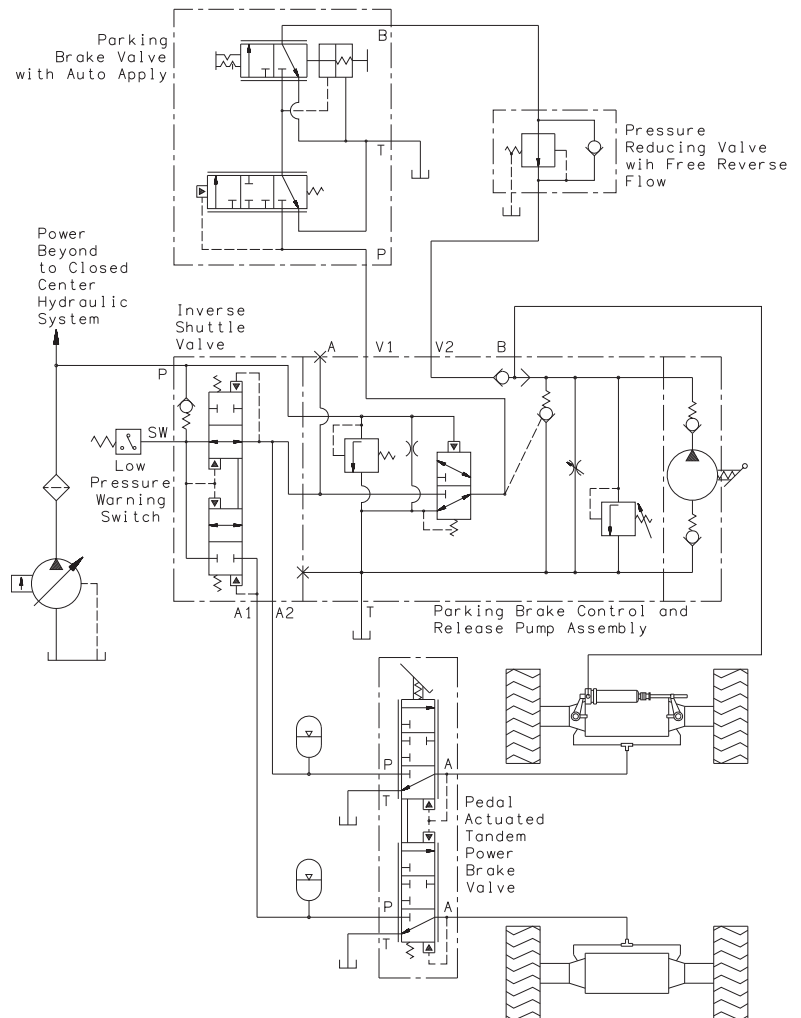 Parking
Brake Valve
with Auto Apply
B
T
P
Pressure
Reducing Valve
wih Free Reverse
Flow
Power
Beyond
to Closed
Center
Hydraulic
System
Inverse
Shuttle
Valve
A
V1
V2
B
P
SW
Low
Pressure
Warning
Switch
A1
A2
T
Parking Brake Control and
Release Pump Assembly
P
A
T
Pedal
Actuated
Tandem
Power
Brake
Valve
P
A
T